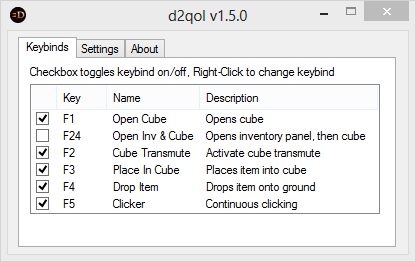 d2qol v1.5.0
Keybinds Settings About
Checkbox toggles keybind on/off, Right-Click to change keybind
Key Name Description
F1 Open Cube Opens cube
F24 Open Inv & Cube Opens inventory panel, then cube
F2 Cube Transmute Activate cube transmute
F3 Place In Cube Places item into cube
F4 Drop Item Drops item onto ground
F5 Clicker Continuous clicking